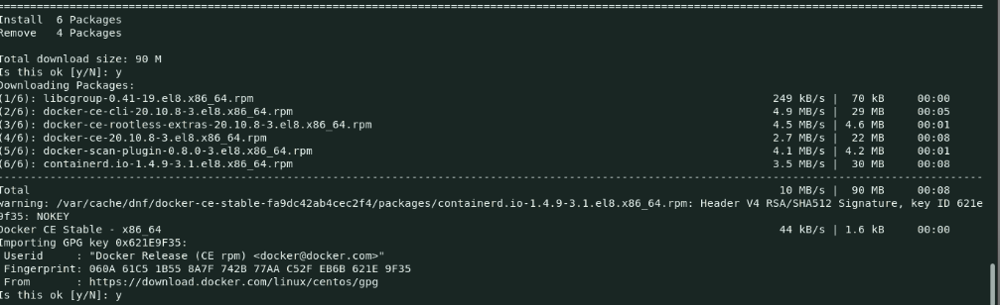 ================================================================================
Install  6 Packages
Remove   4 Packages
Total download size: 90 M
Is this ok [y/N]: y
Downloading Packages:
(1/6): libcgroup-0.41-19.el8.x86_64.rpm 249 kB/s |  70 kB     00:00
(2/6): docker-ce-cli-20.10.8-3.el8.x86_64.rpm 4.9 MB/s |  29 MB     00:05
(3/6): docker-ce-rootless-extras-20.10.8-3.el8.x86_64.rpm 4.5 MB/s | 4.6 MB     00:01
(4/6): docker-ce-20.10.8-3.el8.x86_64.rpm 2.7 MB/s |  22 MB     00:08
(5/6): docker-scan-plugin-0.8.0-3.el8.x86_64.rpm 4.1 MB/s | 4.2 MB     00:01
(6/6): containerd.io-1.4.9-3.1.el8.x86_64.rpm 3.5 MB/s |  30 MB     00:08
--------------------------------------------------------------------------------
Total 10 MB/s |  90 MB     00:08
warning: /var/cache/dnf/docker-ce-stable-fa9dc42ab4cec2f4/packages/containerd.io-1.4.9-3.1.el8.x86_64.rpm: Header V4 RSA/SHA512 Signature, key ID 621e
9f35: NOKEY
Docker CE Stable - x86_64 44 kB/s | 1.6 kB     00:00
Importing GPG key 0x621E9F35:
 Userid     : "Docker Release (CE rpm) <docker@docker.com>"
 Fingerprint: 060A 61C5 1B55 8A7F 742B 77AA C52F EB6B 621E 9F35
 From       : https://download.docker.com/linux/centos/gpg
Is this ok [y/N]: y